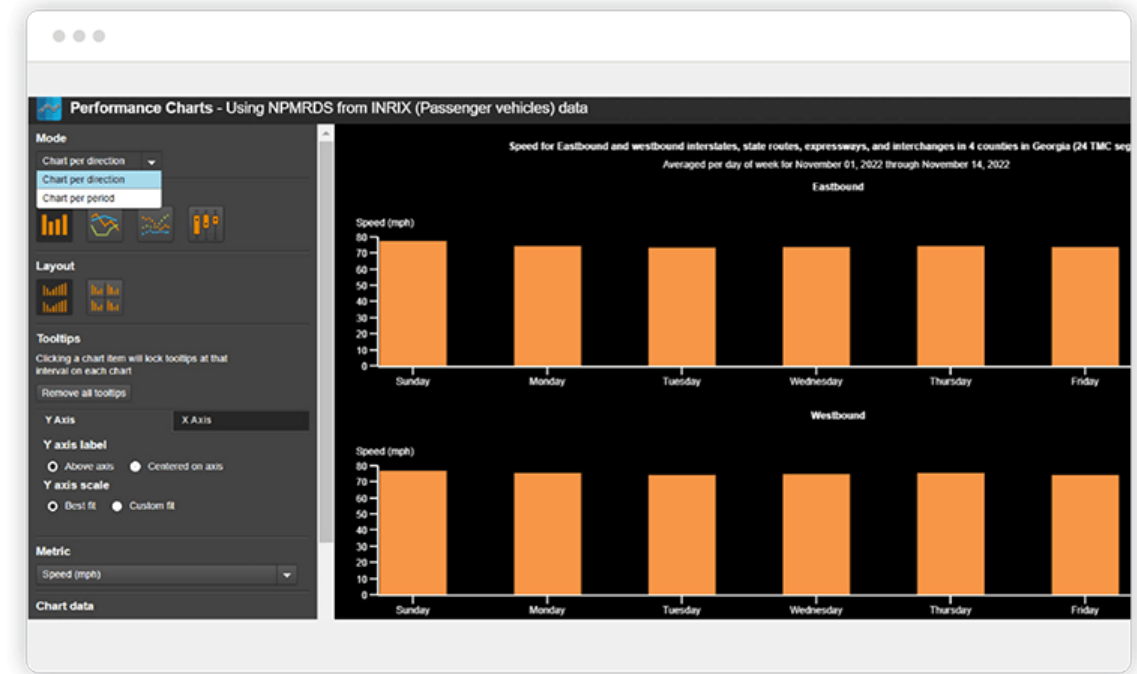 Performance Charts - Using NPMRDS from INRIX (Passenger vehicles) data
Mode
Chart per direction
Chart per direction
Chart per period
Layout
Tooltips
Clicking a chart item will lock tooltips at that
interval on each chart
Remove all tooltips
Y Axis X Axis
Y axis label
Above axis Centered on axis
Y axis scale
Best fit Custom fit
Metric
Speed (mph)
Chart data
Speed for Eastbound and westbound interstates, state routes, expressways, and interchanges in 4 counties in Georgia (24 TMC seg
Averaged per day of week for November 01, 2022 through November 14, 2022
Eastbound
Speed (mph)
80
70
60
50
40
30
20
10
0
Sunday Monday Tuesday Wednesday Thursday Friday
Westbound
Speed (mph)
80
70
60
50
40
30
20
10
0
Sunday Monday Tuesday Wednesday Thursday Friday